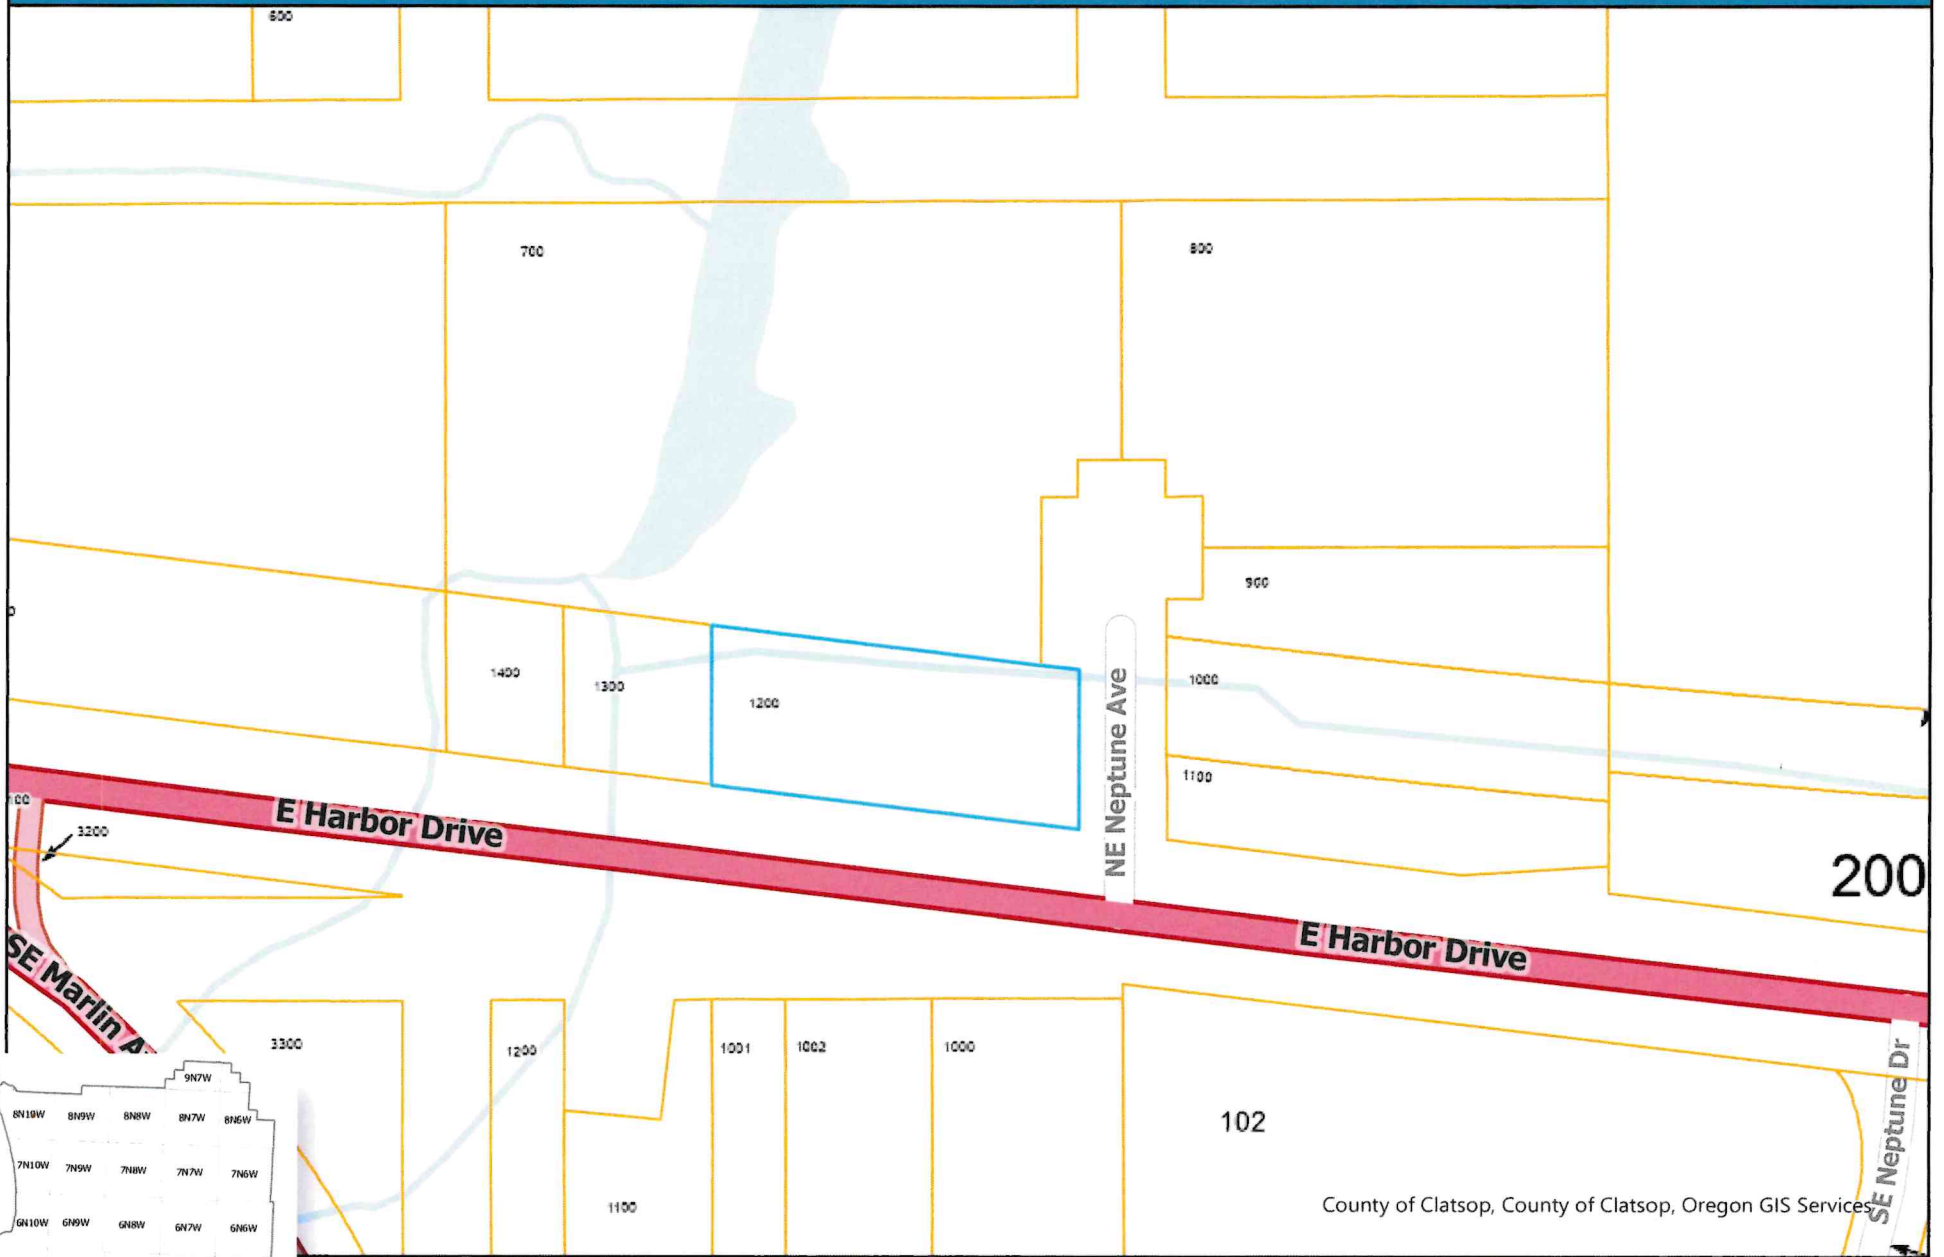 600
700
800
900
1400
1300
1200
1000
1100
NE Neptune Ave
E Harbor Drive
3200
200
E Harbor Drive
SE Marlin A
3300
1200
1001
1002
1000
SE Neptune Dr
102
1100
County of Clatsop, County of Clatsop, Oregon GIS Services
9N7W
8N10W 8N9W 8N8W 8N7W 8N6W
7N10W 7N9W 7N8W 7N7W 7N6W
6N10W 6N9W 6N8W 6N7W 6N6W